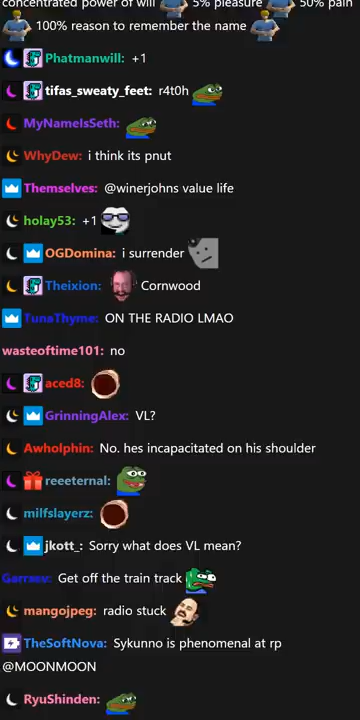 concentrated power of will 5% pleasure 50% pain
100% reason to remember the name
Phatmanwill: +1
tifas_sweaty_feet: r4t0h
MyNameIsSeth:
WhyDew: i think its pnut
Themselves: @winerjohns value life
holay53: +1
OGDomina: i surrender
Theixion: Cornwood
TunaThyme: ON THE RADIO LMAO
wasteoftime101: no
aced8:
GrinningAlex: VL?
Awholphin: No. hes incapacitated on his shoulder
reeeternal:
milfslayerz:
jkott_: Sorry what does VL mean?
Get off the train track
mangojpeg: radio stuck
TheSoftNova: Sykunno is phenomenal at rp
@MOONMOON
RyuShinden: